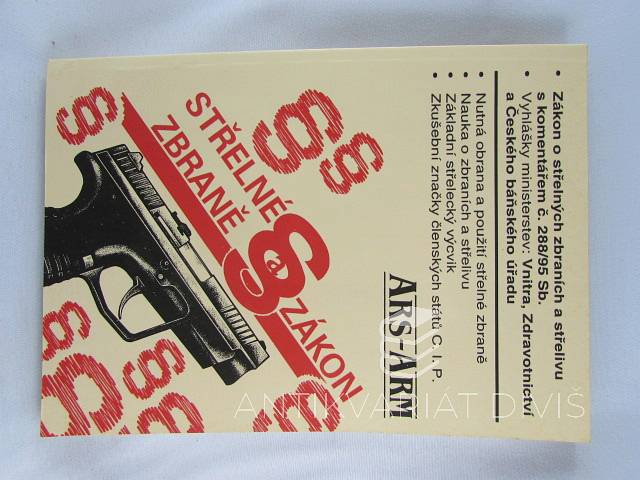 • Zákon o střelných zbraních a střelivu
s komentářem č. 288/95 Sb.
• Vyhlášky ministerstev: Vnitra, Zdravotnictví
a Českého báňského úřadu
• Nutná obrana a použití střelné zbraně
• Nauka o zbraních a střelivu
• Základní střelecký výcvik
• Zkušební značky členských států C. I. P.
ARS-ARM
STŘELNÉ
ZBRANĚ
§
a
ZÁKON
ANTIKVARIÁT DIVIŠ